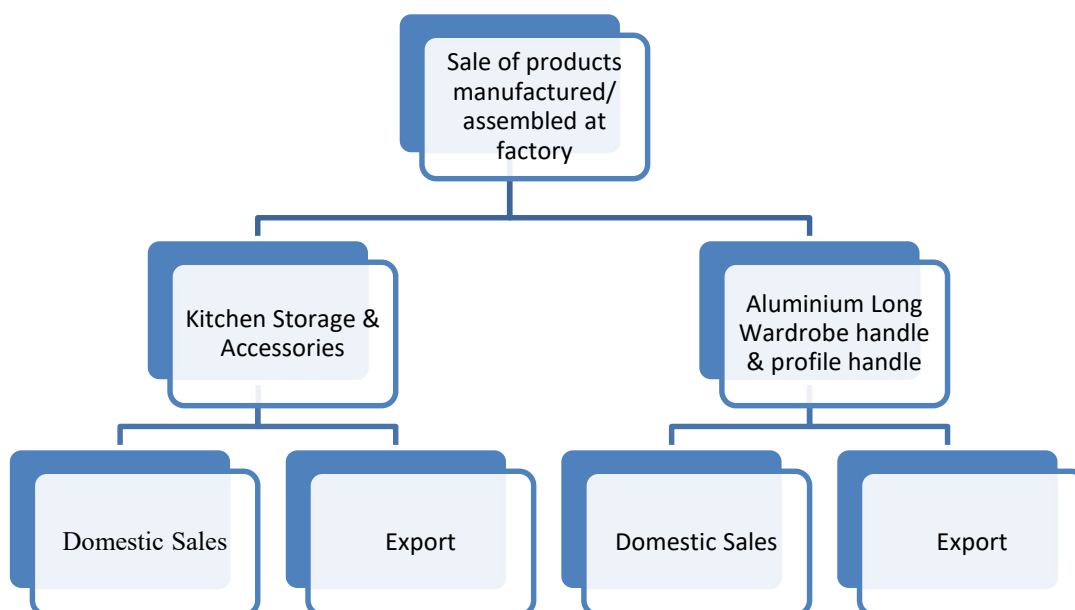 Sale of products
manufactured/
assembled at
factory
Kitchen Storage &
Accessories
Aluminium Long
Wardrobe handle
& profile handle
Domestic Sales
Export
Domestic Sales
Export